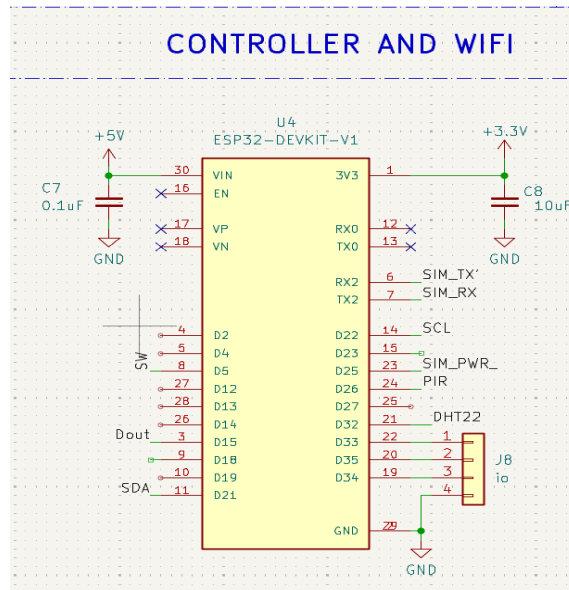 CONTROLLER AND WIFI
U4
ESP32-DEVKIT-V1
+5V
+3.3V
C7
0.1uF
GND
C8
10uF
GND
30 VIN
16 EN
17 VP
18 VN
4 D2
5 D4
SW 8 D5
27 D12
28 D13
26 D14
Dout 3 D15
9 D18
10 D19
SDA 11 D21
3V3 1
RX0 12
TX0 13
RX2 6 SIM_TX'
TX2 7 SIM_RX
D22 14 SCL
D23 15
D25 23 SIM_PWR_
D26 24 PIR
D27 25
D32 21 DHT22
D33 22 1
D35 20 2
D34 19 3
4
J8
io
GND
GND